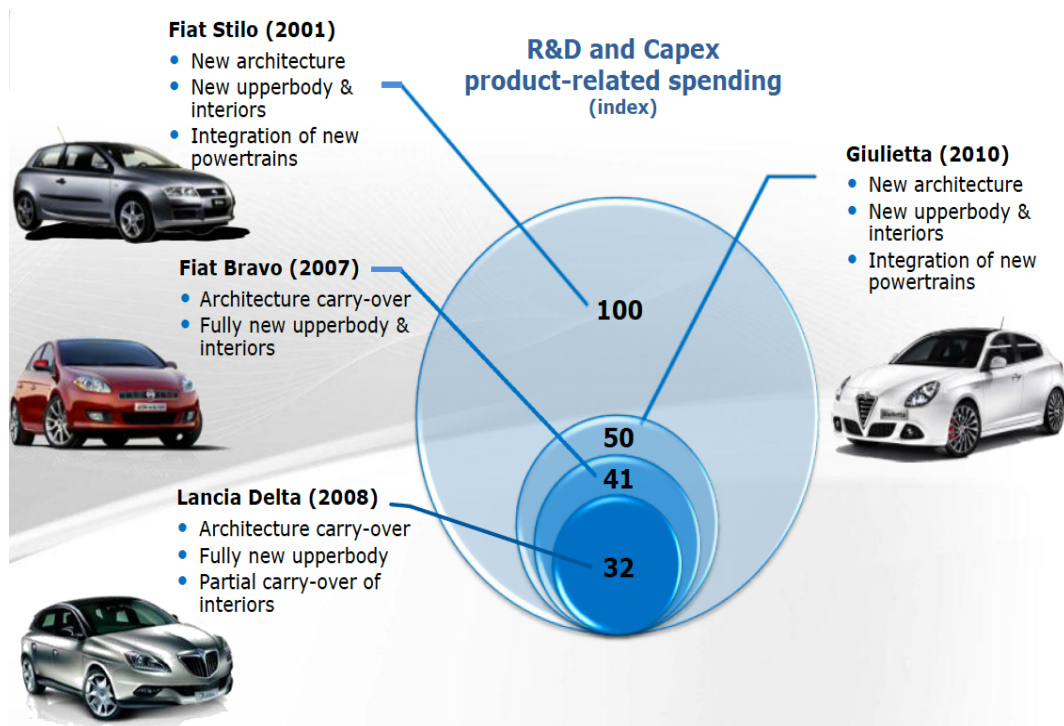 Fiat Stilo (2001)
• New architecture
• New upperbody &
interiors
• Integration of new
powertrains
R&D and Capex
product-related spending
(index)
Giulietta (2010)
• New architecture
• New upperbody &
interiors
• Integration of new
powertrains
Fiat Bravo (2007)
• Architecture carry-over
• Fully new upperbody &
interiors
Lancia Delta (2008)
• Architecture carry-over
• Fully new upperbody
• Partial carry-over of
interiors
100
50
41
32
Giulietta